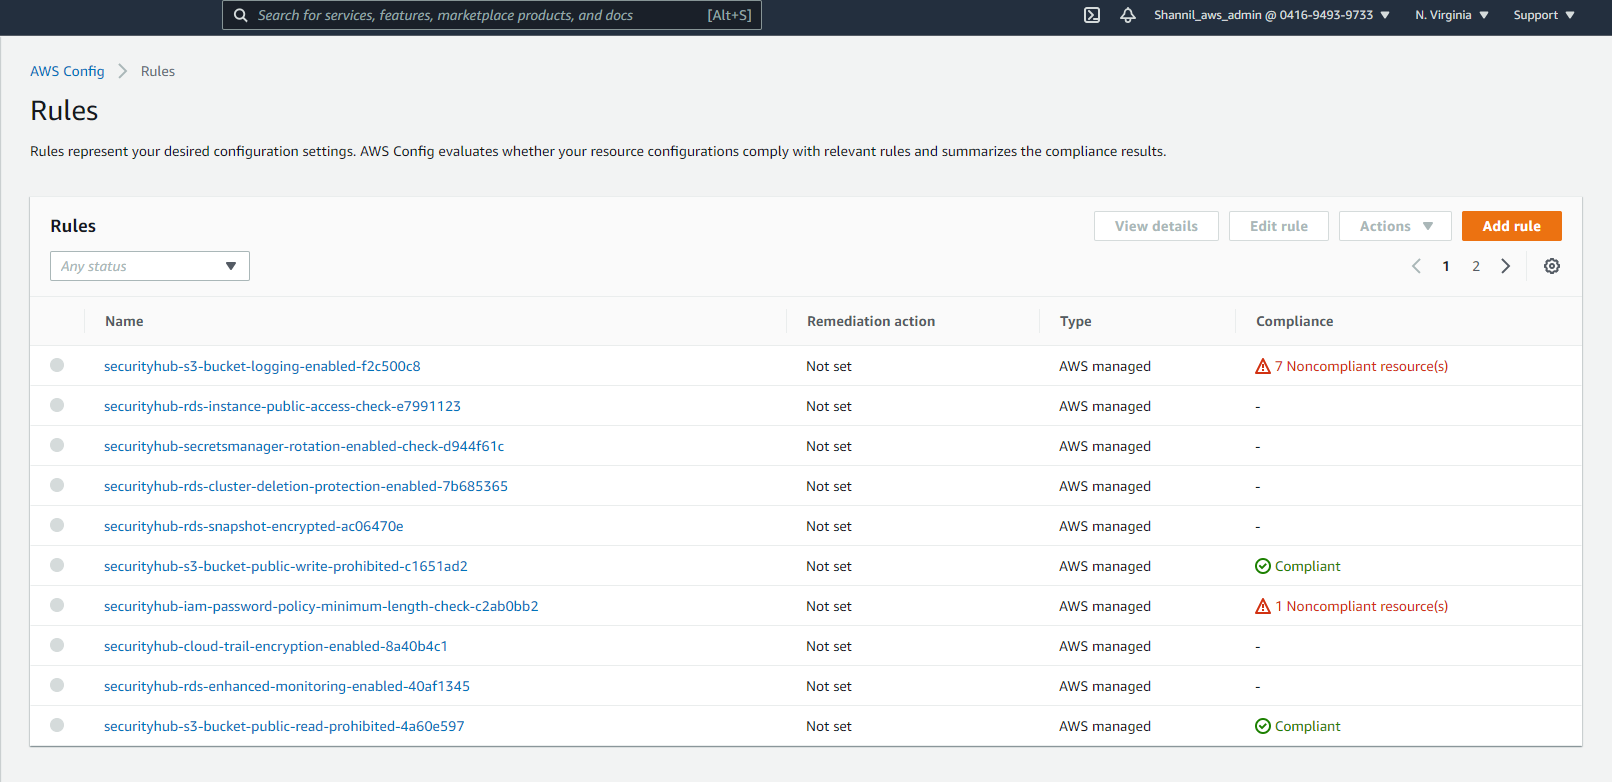 Search for services, features, marketplace products, and docs [Alt+S] Shannil_aws_admin @ 0416-9493-9733 N. Virginia Support
AWS Config Rules
Rules
Rules represent your desired configuration settings. AWS Config evaluates whether your resource configurations comply with relevant rules and summarizes the compliance results.
Rules View details Edit rule Actions Add rule
Any status 1 2
Name Remediation action Type Compliance
securityhub-s3-bucket-logging-enabled-f2c500c8 Not set AWS managed 7 Noncompliant resource(s)
securityhub-rds-instance-public-access-check-e7991123 Not set AWS managed -
securityhub-secretsmanager-rotation-enabled-check-d944f61c Not set AWS managed -
securityhub-rds-cluster-deletion-protection-enabled-7b685365 Not set AWS managed -
securityhub-rds-snapshot-encrypted-ac06470e Not set AWS managed -
securityhub-s3-bucket-public-write-prohibited-c1651ad2 Not set AWS managed Compliant
securityhub-iam-password-policy-minimum-length-check-c2ab0bb2 Not set AWS managed 1 Noncompliant resource(s)
securityhub-cloud-trail-encryption-enabled-8a40b4c1 Not set AWS managed -
securityhub-rds-enhanced-monitoring-enabled-40af1345 Not set AWS managed -
securityhub-s3-bucket-public-read-prohibited-4a60e597 Not set AWS managed Compliant